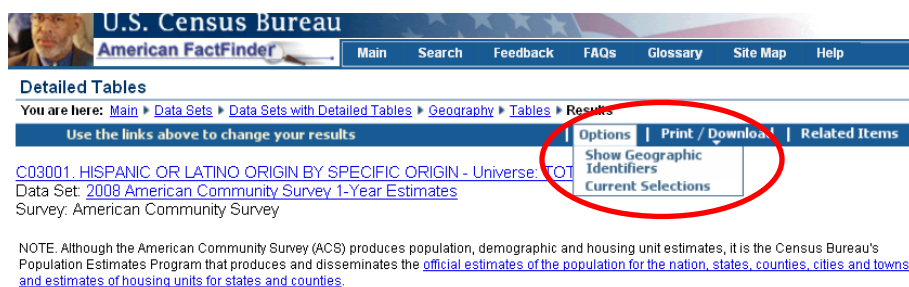 U.S. Census Bureau
American FactFinder
Main Search Feedback FAQs Glossary Site Map Help
Detailed Tables
You are here: Main ▶ Data Sets ▶ Data Sets with Detailed Tables ▶ Geography ▶ Tables ▶ Results
Use the links above to change your results | Options | Print / Download | Related Items
Show Geographic
Identifiers
Current Selections
C03001. HISPANIC OR LATINO ORIGIN BY SPECIFIC ORIGIN - Universe: TOT
Data Set: 2008 American Community Survey 1-Year Estimates
Survey: American Community Survey
NOTE. Although the American Community Survey (ACS) produces population, demographic and housing unit estimates, it is the Census Bureau's
Population Estimates Program that produces and disseminates the official estimates of the population for the nation, states, counties, cities and towns
and estimates of housing units for states and counties.